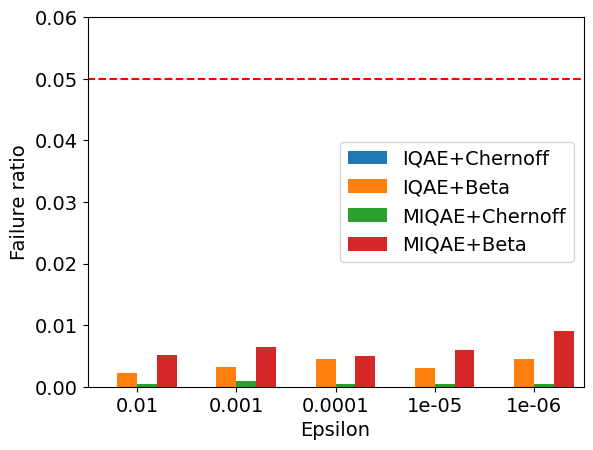 0.06
0.05
0.04
0.03
0.02
0.01
0.00
Failure ratio
IQAE+Chernoff
IQAE+Beta
MIQAE+Chernoff
MIQAE+Beta
0.01 0.001 0.0001 1e-05 1e-06
Epsilon